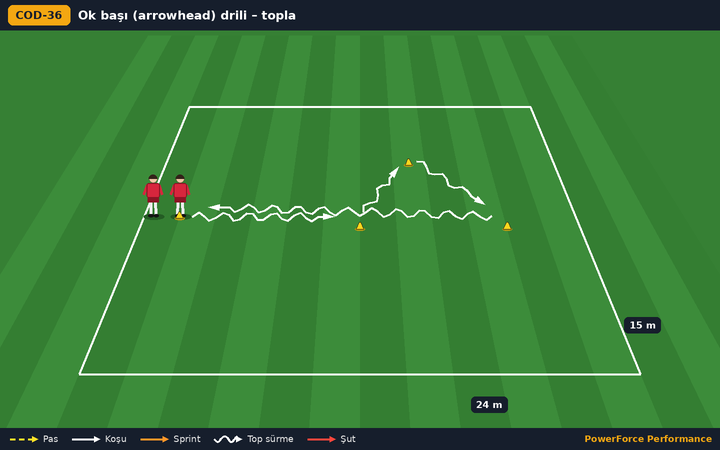 COD-36 Ok başı (arrowhead) drili – topla
15 m
24 m
Pas Koşu Sprint Top sürme Şut PowerForce Performance